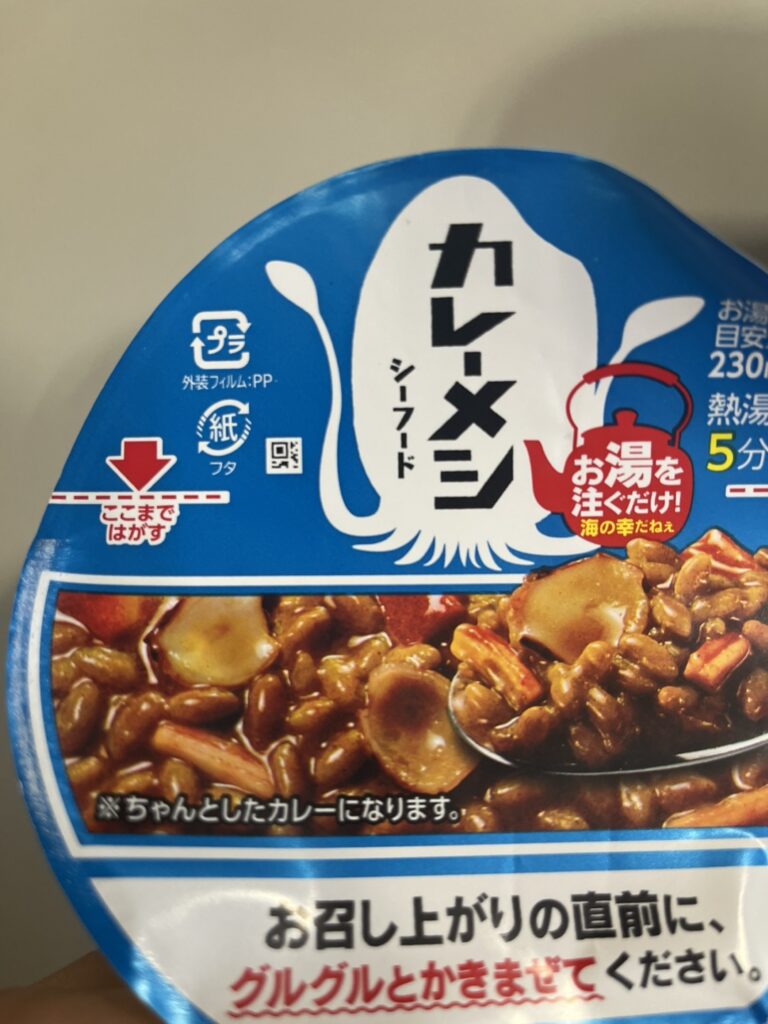 カレーメシ
シーフード
プラ
外装フィルム:PP
紙
フタ
ここまで
はがす
お湯を
注ぐだけ!
海の幸だねぇ
お湯
目安
230
熱湯
5分
※ちゃんとしたカレーになります。
お召し上がりの直前に、
グルグルとかきまぜてください。